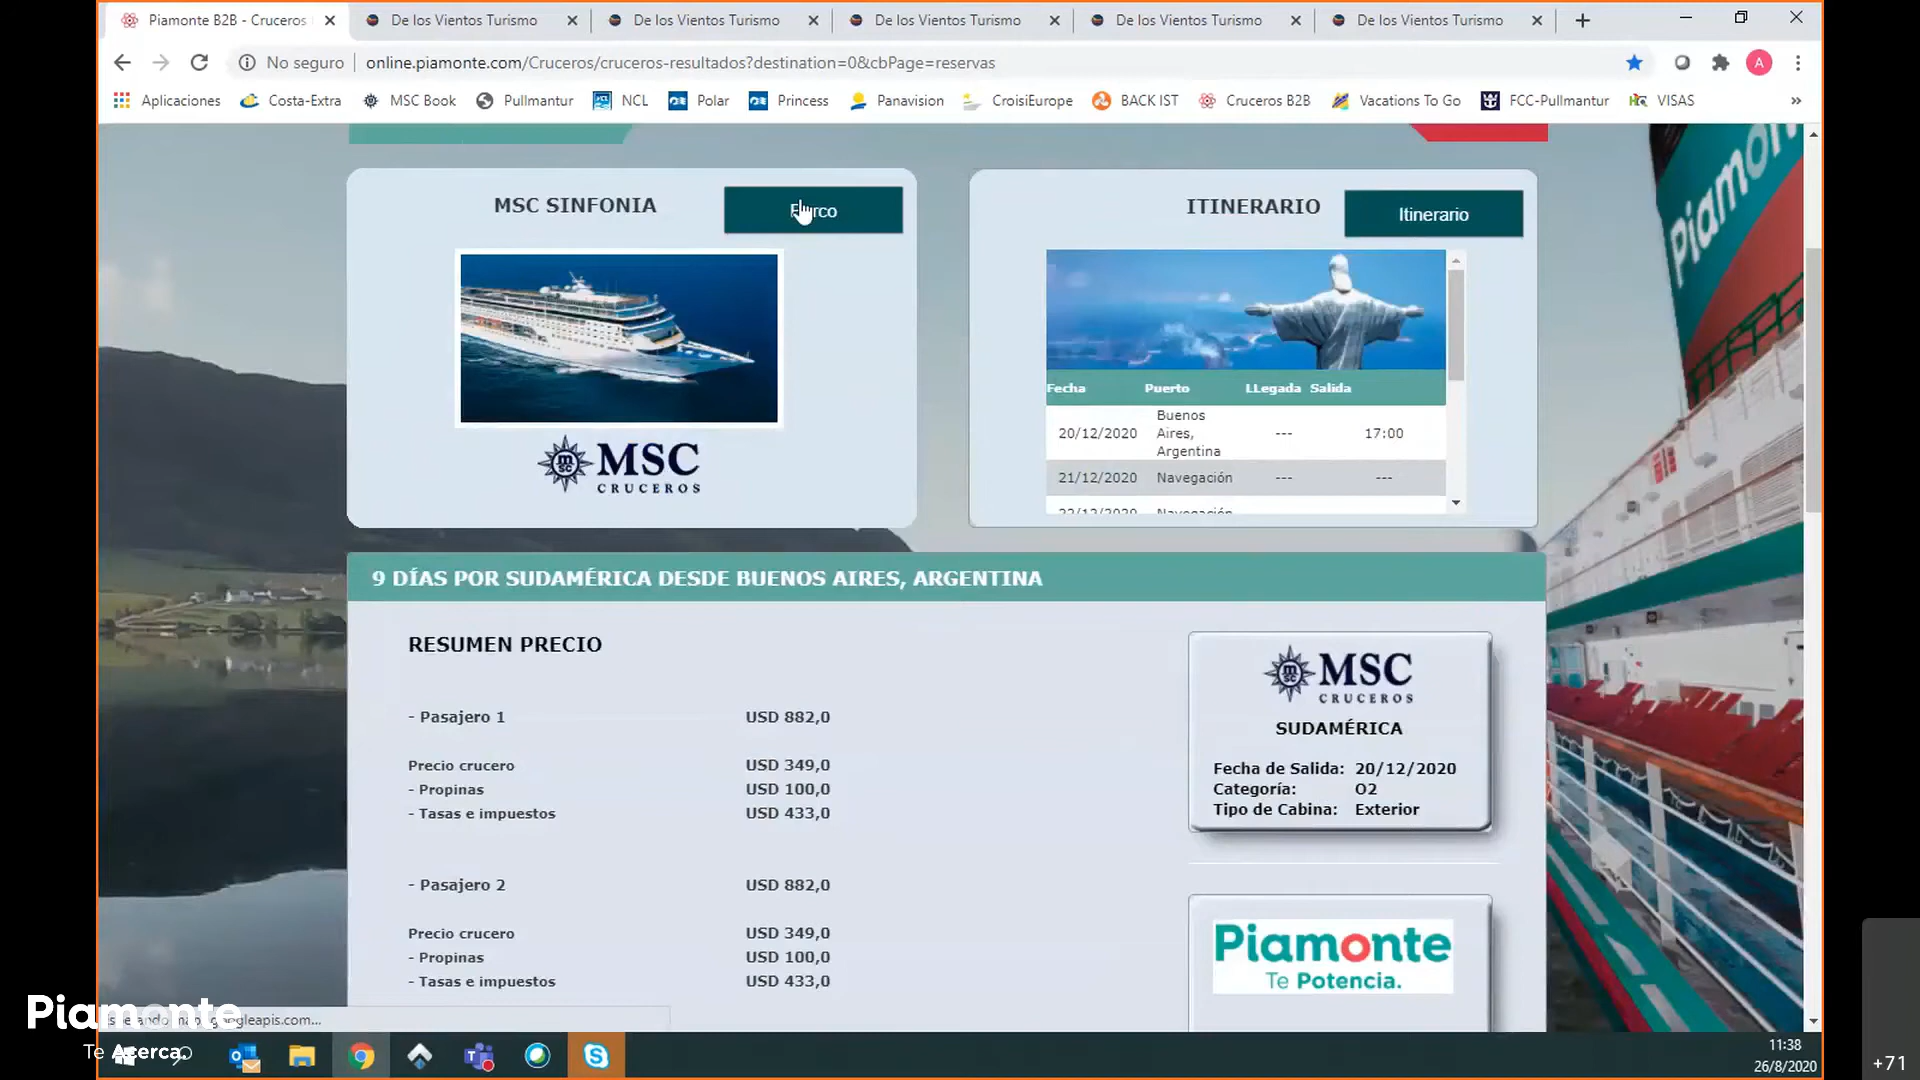 Piamonte B2B - Cruceros
De los Vientos Turismo
De los Vientos Turismo
De los Vientos Turismo
De los Vientos Turismo
De los Vientos Turismo
No seguro
online.piamonte.com/Cruceros/cruceros-resultados?destination=0&cbPage=reservas
A
Aplicaciones
Costa-Extra
MSC Book
Pullmantur
NCL
Polar
Princess
Panavision
CroisiEurope
BACK IST
Cruceros B2B
Vacations To Go
FCC-Pullmantur
VISAS
»
MSC SINFONIA
MSC
CRUCEROS
ITINERARIO
Itinerario
Fecha Puerto LLegada Salida
20/12/2020 Buenos Aires, Argentina --- 17:00
21/12/2020 Navegación --- ---
22/12/2020 Navegación
Piamon
9 DÍAS POR SUDAMÉRICA DESDE BUENOS AIRES, ARGENTINA
RESUMEN PRECIO
- Pasajero 1 USD 882,0
Precio crucero USD 349,0
- Propinas USD 100,0
- Tasas e impuestos USD 433,0
- Pasajero 2 USD 882,0
Precio crucero USD 349,0
- Propinas USD 100,0
- Tasas e impuestos USD 433,0
MSC
CRUCEROS
SUDAMÉRICA
Fecha de Salida: 20/12/2020
Categoría: O2
Tipo de Cabina: Exterior
Piamonte
Te Potencia.
Piamonte
Te Acerca.
11:38
26/8/2020
+71